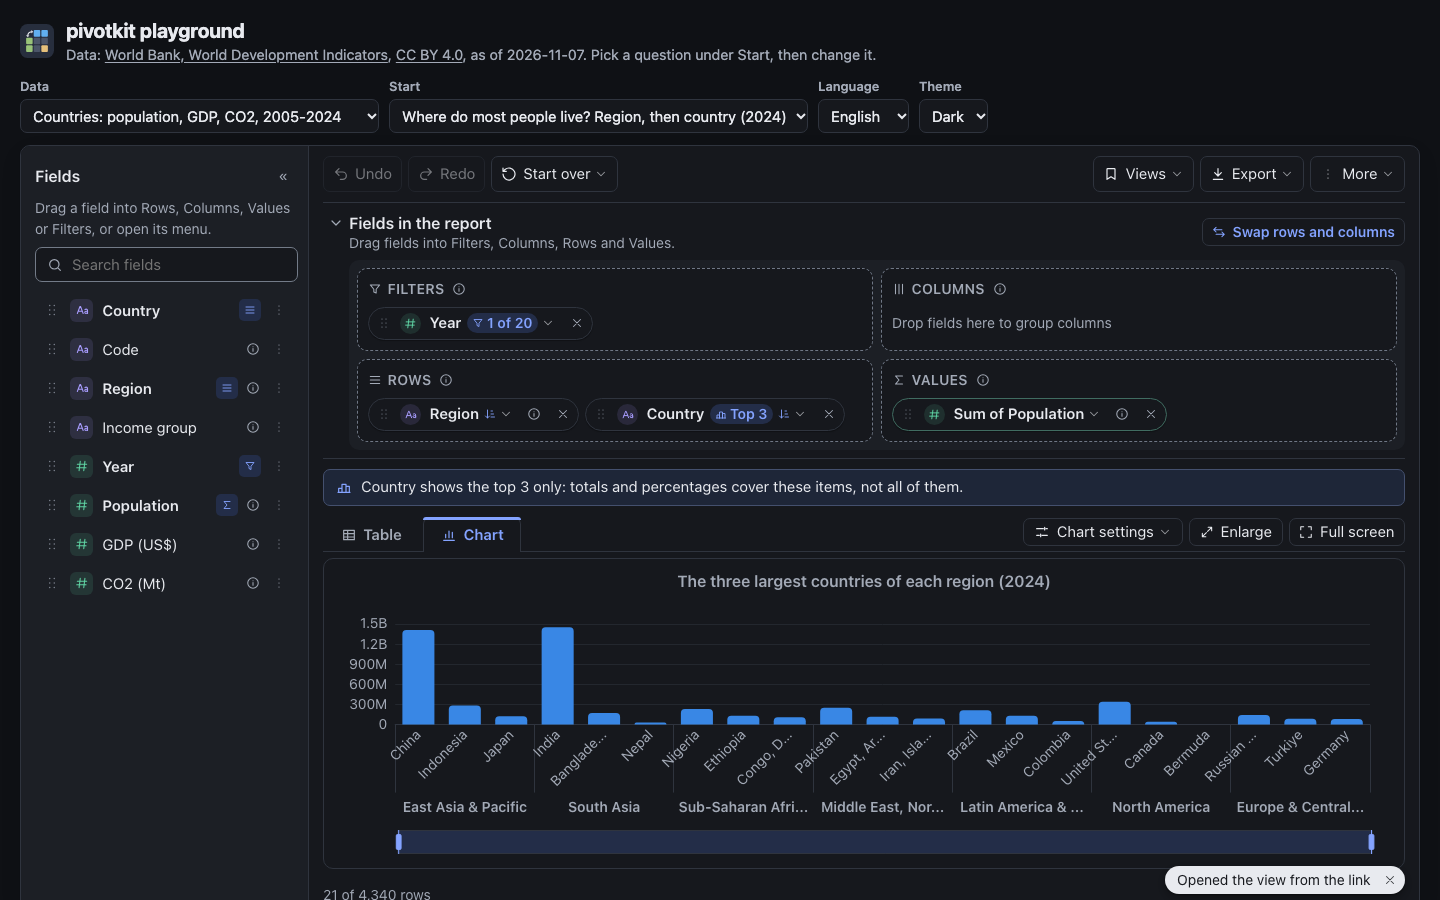 pivotkit playground
Data: World Bank, World Development Indicators, CC BY 4.0, as of 2026-11-07. Pick a question under Start, then change it.
Data
Start
Language
Theme
Countries: population, GDP, CO2, 2005-2024
Where do most people live? Region, then country (2024)
English
Dark
Fields
«
Drag a field into Rows, Columns, Values
or Filters, or open its menu.
Search fields
Aa Country
Aa Code
Aa Region
Aa Income group
# Year
# Population Σ
# GDP (US$)
# CO2 (Mt)
Undo
Redo
Start over
Views
Export
More
Fields in the report
Drag fields into Filters, Columns, Rows and Values.
Swap rows and columns
FILTERS
# Year 1 of 20
COLUMNS
Drop fields here to group columns
ROWS
Aa Region
Aa Country Top 3
Σ VALUES
# Sum of Population
Country shows the top 3 only: totals and percentages cover these items, not all of them.
Table
Chart
Chart settings
Enlarge
Full screen
The three largest countries of each region (2024)
1.5B
1.2B
900M
600M
300M
0
China
Indonesia
Japan
India
Banglade...
Nepal
Nigeria
Ethiopia
Congo, D...
Pakistan
Egypt, Ar...
Iran, Isla...
Brazil
Mexico
Colombia
United St...
Canada
Bermuda
Russian ...
Turkiye
Germany
East Asia & Pacific
South Asia
Sub-Saharan Afri...
Middle East, Nor...
Latin America & ...
North America
Europe & Central...
21 of 4,340 rows
Opened the view from the link